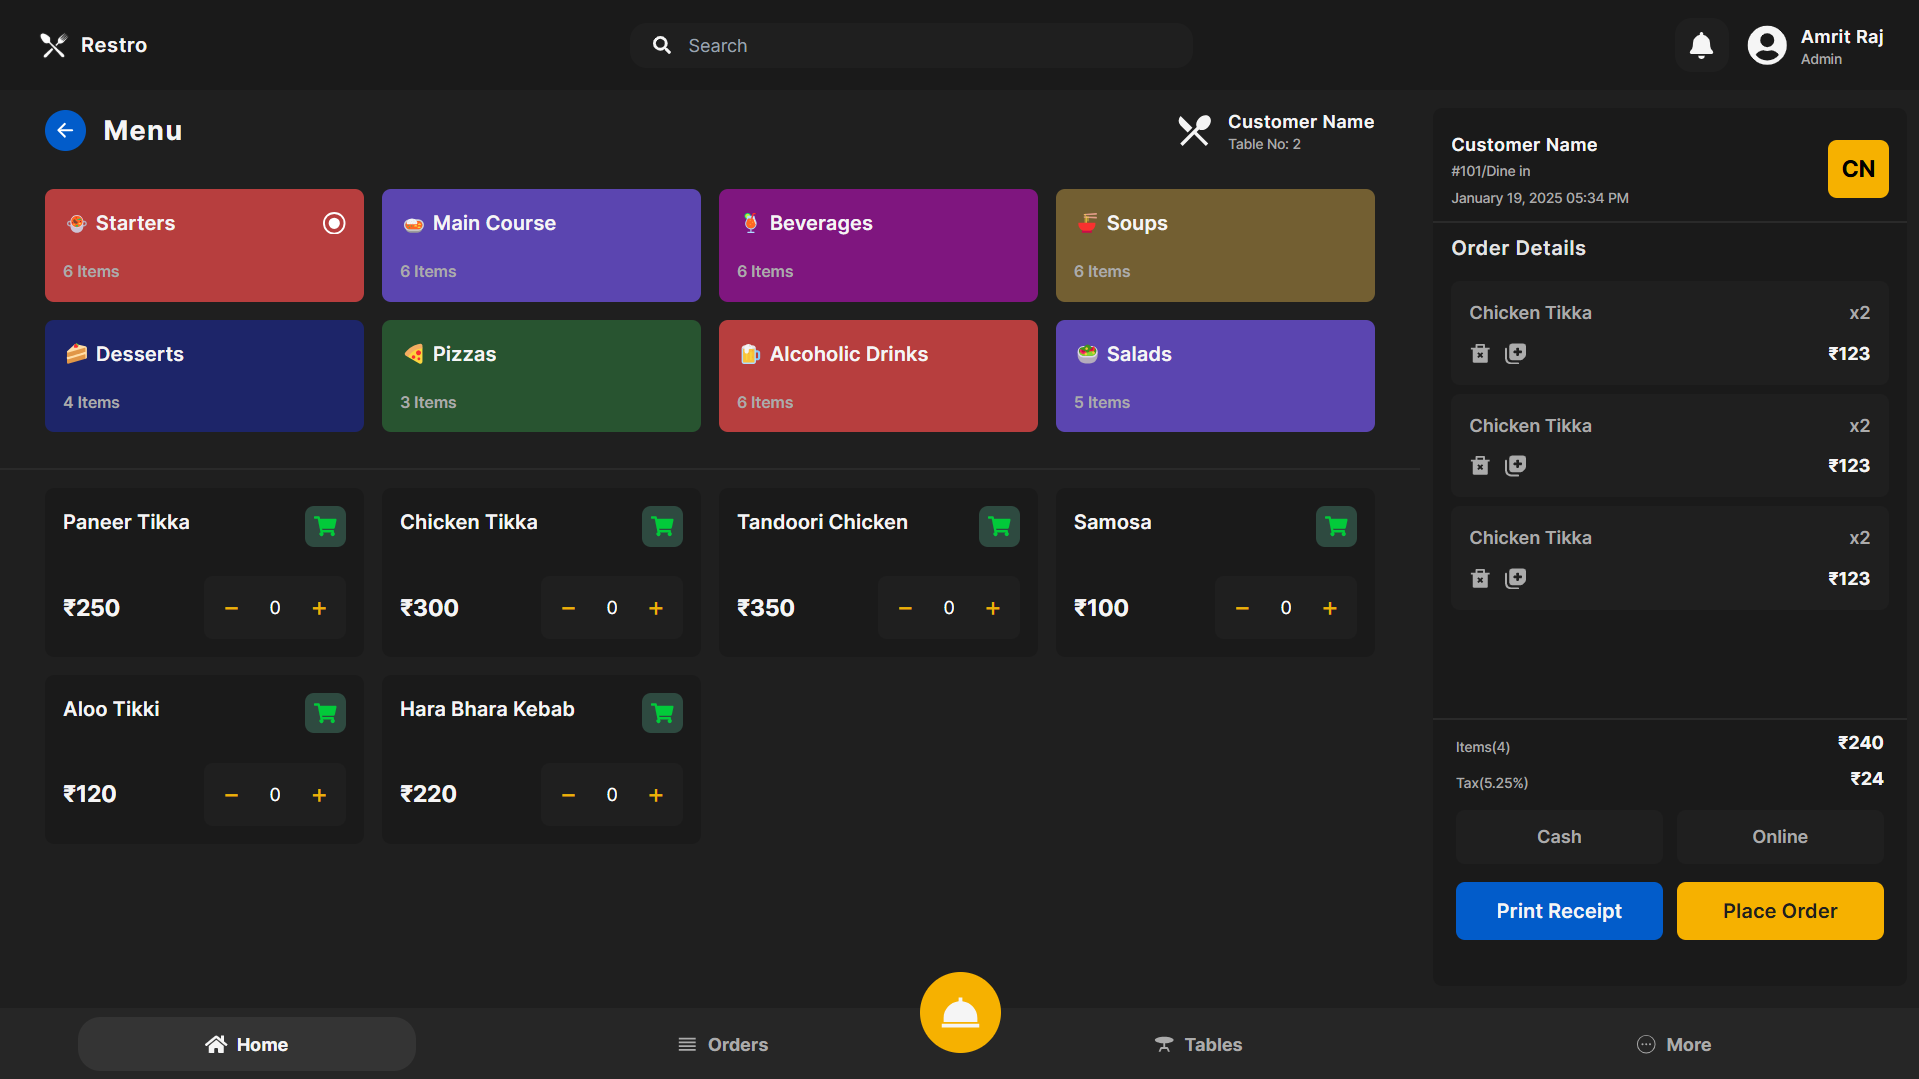 Restro
Search
Amrit Raj
Admin
Menu
Customer Name
Table No: 2
Starters
6 Items
Main Course
6 Items
Beverages
6 Items
Soups
6 Items
Desserts
4 Items
Pizzas
3 Items
Alcoholic Drinks
6 Items
Salads
5 Items
Paneer Tikka
₹250
− 0 +
Chicken Tikka
₹300
− 0 +
Tandoori Chicken
₹350
− 0 +
Samosa
₹100
− 0 +
Aloo Tikki
₹120
− 0 +
Hara Bhara Kebab
₹220
− 0 +
Customer Name
#101/Dine in
January 19, 2025 05:34 PM
CN
Order Details
Chicken Tikka x2
₹123
Chicken Tikka x2
₹123
Chicken Tikka x2
₹123
Items(4) ₹240
Tax(5.25%) ₹24
Cash Online
Print Receipt Place Order
Home Orders Tables More